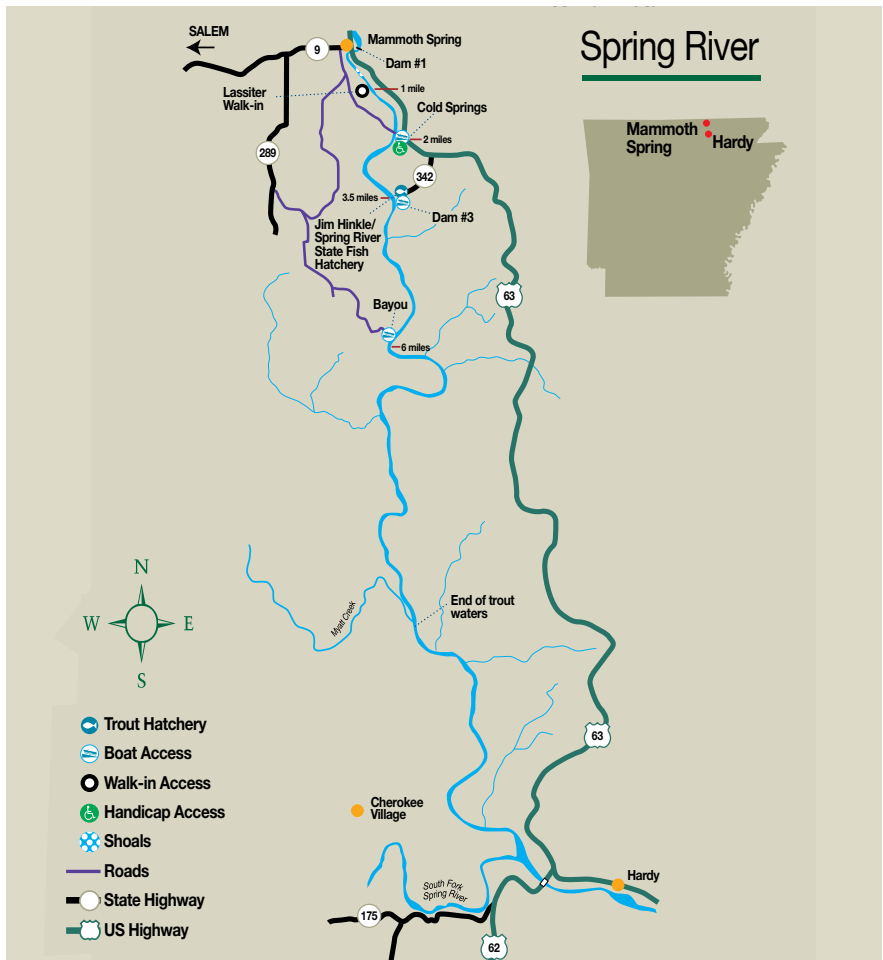 Spring River
SALEM
9
Mammoth Spring
Dam #1
1 mile
Lassiter
Walk-in
Cold Springs
2 miles
289
342
3.5 miles
Dam #3
Jim Hinkle/
Spring River
State Fish
Hatchery
Mammoth
Spring
Hardy
63
Bayou
6 miles
N
W
E
S
Myatt Creek
End of trout
waters
63
Trout Hatchery
Boat Access
Walk-in Access
Handicap Access
Shoals
Roads
State Highway
US Highway
Cherokee
Village
South Fork
Spring River
Hardy
175
62